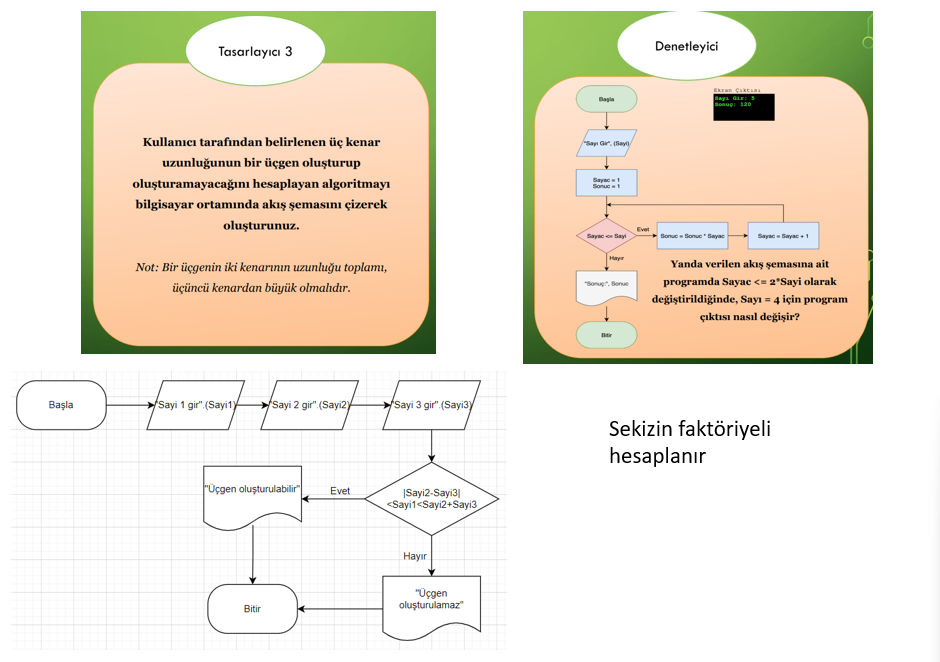 Tasarlayıcı 3
Kullanıcı tarafından belirlenen üç kenar
uzunluğunun bir üçgen oluşturup
oluşturamayacağını hesaplayan algoritmayı
bilgisayar ortamında akış şemasını çizerek
oluşturunuz.
Not: Bir üçgenin iki kenarının uzunluğu toplamı,
üçüncü kenardan büyük olmalıdır.
Denetleyici
Ekran Çıktısı
Sayı Gir: 5
Sonuç: 120
Başla
"Sayı Gir", (Sayi)
Sayac = 1
Sonuc = 1
Sayac <= Sayi
Evet
Sonuc = Sonuc * Sayac
Sayac = Sayac + 1
Hayır
"Sonuç:", Sonuc
Bitir
Yanda verilen akış şemasına ait
programda Sayac <= 2*Sayi olarak
değiştirildiğinde, Sayı = 4 için program
çıktısı nasıl değişir?
Başla
"Sayi 1 gir".(Sayi1)
"Sayi 2 gir".(Sayi2)
"Sayi 3 gir".(Sayi3)
|Sayi2-Sayi3|
<Sayi1<Sayi2+Sayi3
Evet
"Üçgen oluşturulabilir"
Hayır
"Üçgen
oluşturulamaz"
Bitir
Sekizin faktöriyeli
hesaplanır